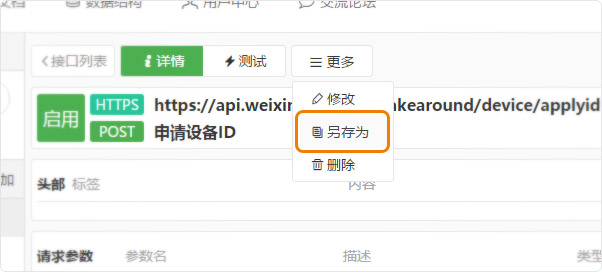 文档 数据结构 用户中心 交流论坛
接口列表 详情 测试 更多
修改
另存为
删除
启用 HTTPS https://api.weixin akearound/device/applyid
POST 申请设备ID
加
头部 标签 内容
请求参数 参数名 描述 类型